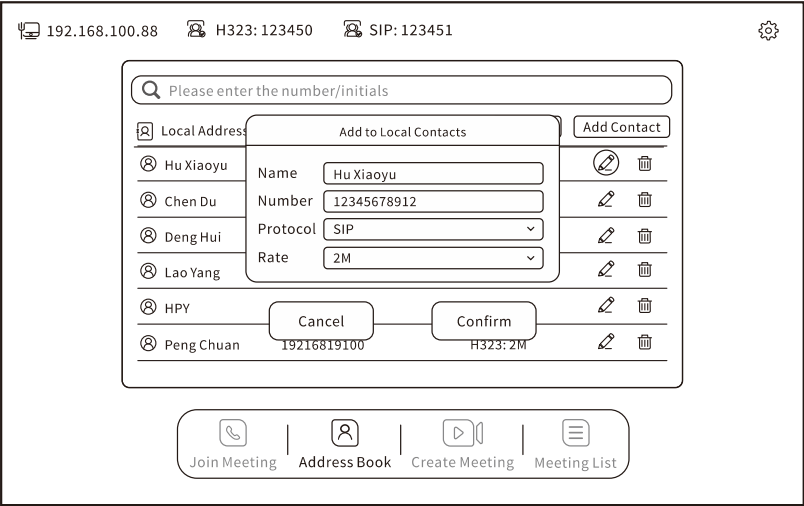 192.168.100.88 H323: 123450 SIP: 123451
Please enter the number/initials
Local Address Add Contact
Add to Local Contacts
Hu Xiaoyu
Name Hu Xiaoyu
Chen Du
Number 12345678912
Protocol SIP
Deng Hui
Rate 2M
Lao Yang
HPY
Cancel Confirm
Peng Chuan 19216819100 H323: 2M
Join Meeting Address Book Create Meeting Meeting List